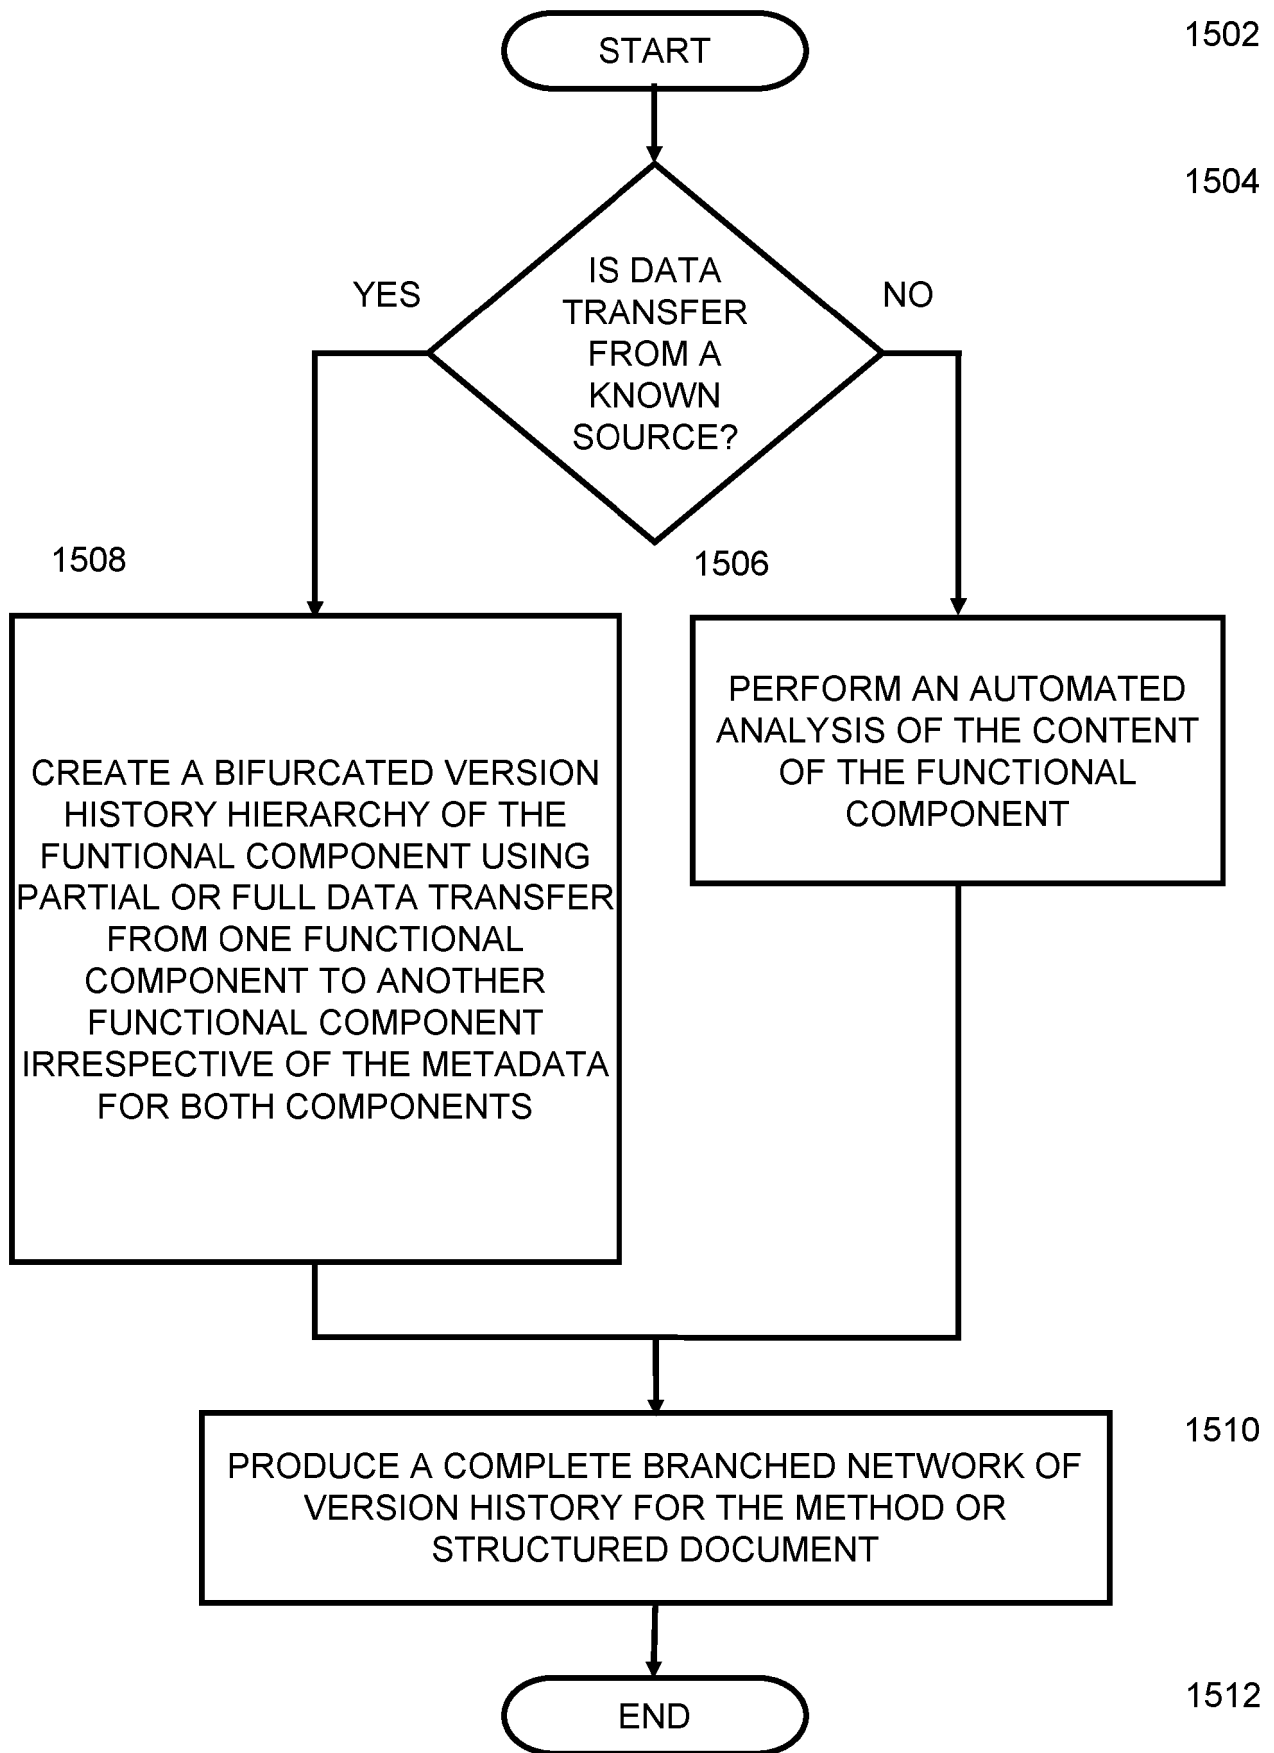 START
1502
1504
YES
IS DATA
TRANSFER
FROM A
KNOWN
SOURCE?
NO
1508
1506
CREATE A BIFURCATED VERSION
HISTORY HIERARCHY OF THE
FUNTIONAL COMPONENT USING
PARTIAL OR FULL DATA TRANSFER
FROM ONE FUNCTIONAL
COMPONENT TO ANOTHER
FUNCTIONAL COMPONENT
IRRESPECTIVE OF THE METADATA
FOR BOTH COMPONENTS
PERFORM AN AUTOMATED
ANALYSIS OF THE CONTENT
OF THE FUNCTIONAL
COMPONENT
1510
PRODUCE A COMPLETE BRANCHED NETWORK OF
VERSION HISTORY FOR THE METHOD OR
STRUCTURED DOCUMENT
END
1512